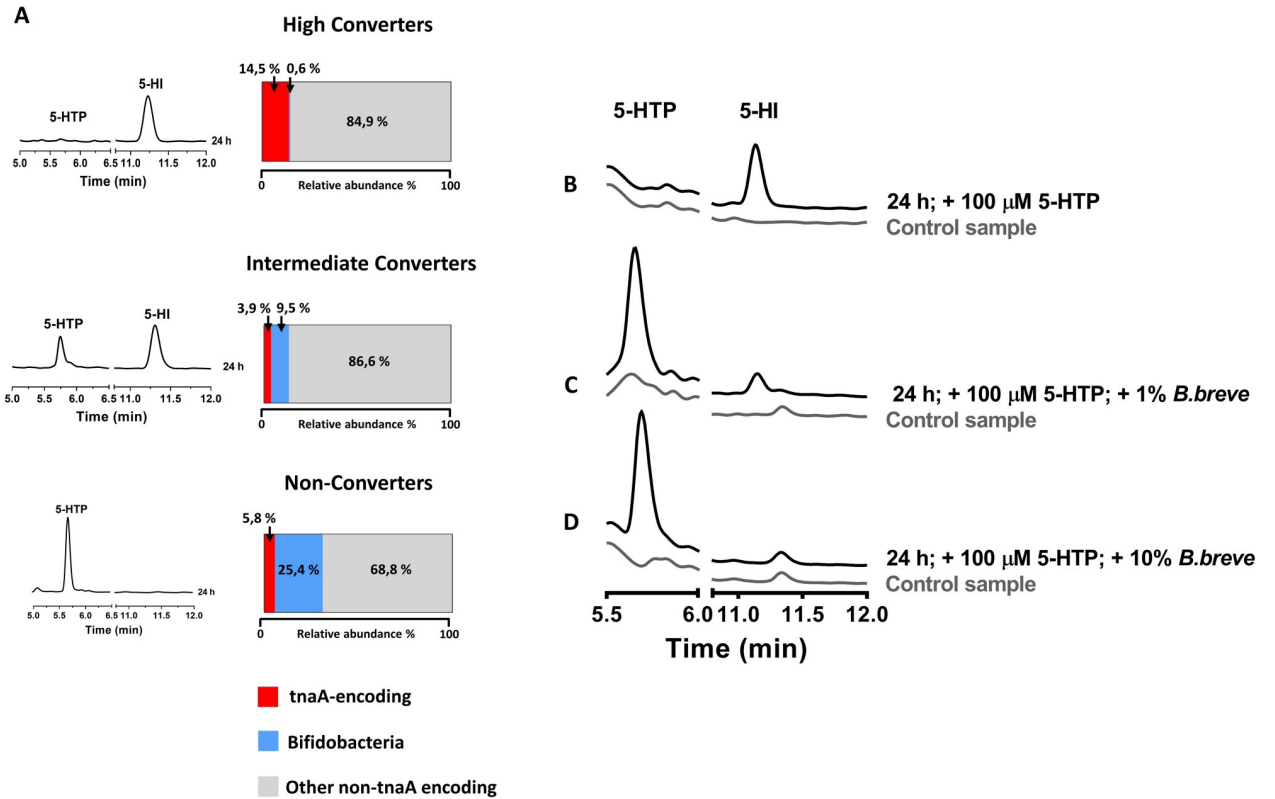 A
High Converters
14,5 % 0,6 %
5-HTP
5-HI
84,9 %
24 h
5.0 5.5 6.0 6.5 11.0 11.5 12.0
Time (min)
0 Relative abundance % 100
Intermediate Converters
3,9 % 9,5 %
5-HTP
5-HI
86,6 %
24 h
5.0 5.5 6.0 6.5 11.0 11.5 12.0
Time (min)
0 Relative abundance % 100
Non-Converters
5-HTP
5,8 %
25,4 %
68,8 %
24 h
5.0 5.5 6.0 6.5 11.0 11.5 12.0
Time (min)
0 Relative abundance % 100
tnaA-encoding
Bifidobacteria
Other non-tnaA encoding
5-HTP 5-HI
B
24 h; + 100 μM 5-HTP
Control sample
C
24 h; + 100 μM 5-HTP; + 1% B.breve
Control sample
D
24 h; + 100 μM 5-HTP; + 10% B.breve
Control sample
5.5 6.0 11.0 11.5 12.0
Time (min)